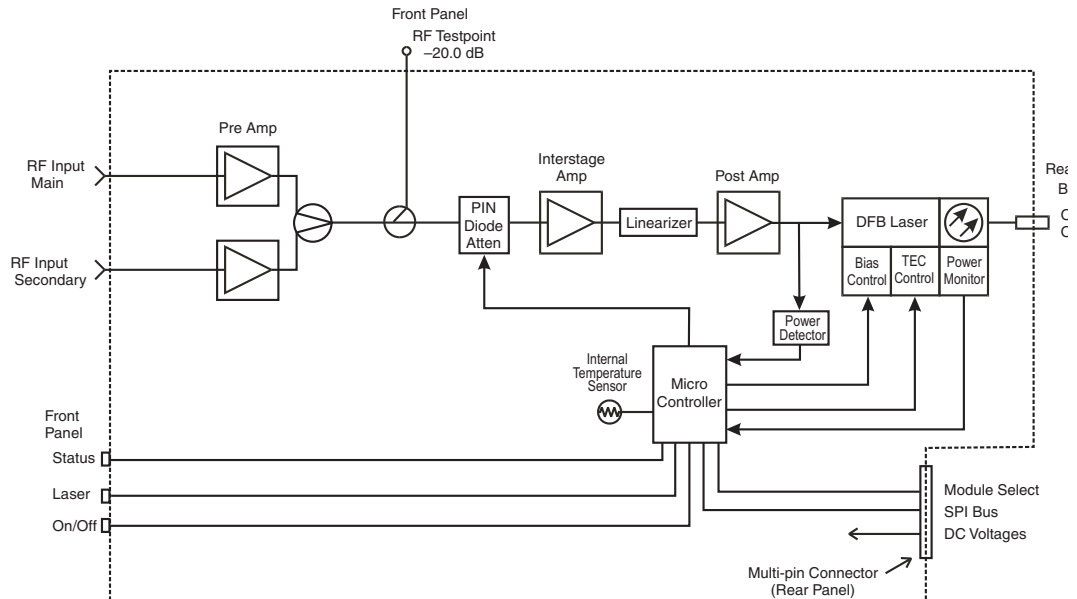 Front Panel
RF Testpoint
–20.0 dB
Pre Amp
RF Input
Main
RF Input
Secondary
PIN
Diode
Atten
Interstage
Amp
Linearizer
Post Amp
DFB Laser
Bias
Control
TEC
Control
Power
Monitor
Power
Detector
Internal
Temperature
Sensor
Micro
Controller
Front
Panel
Status
Laser
On/Off
Module Select
SPI Bus
DC Voltages
Multi-pin Connector
(Rear Panel)